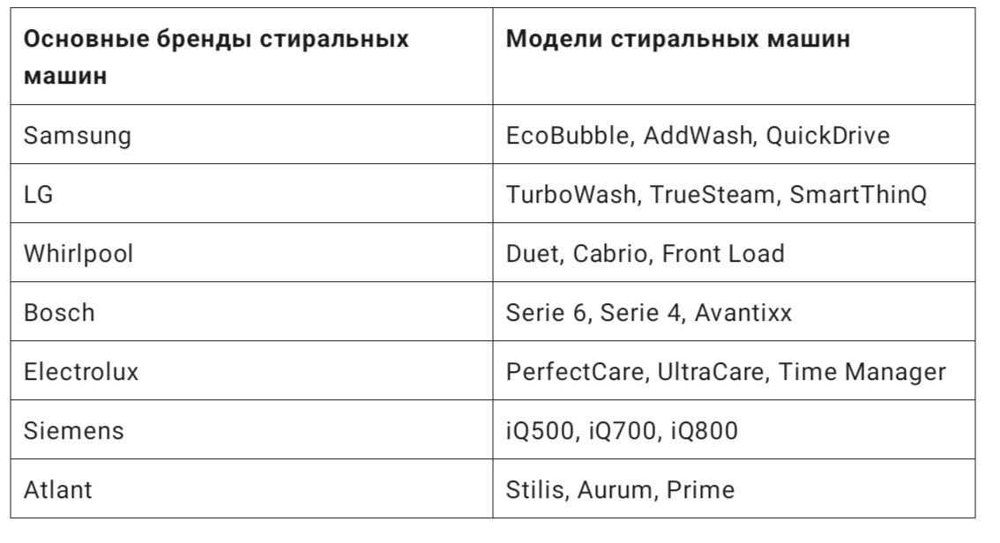 Основные бренды стиральных
машин
Модели стиральных машин
Samsung
EcoBubble, AddWash, QuickDrive
LG
TurboWash, TrueSteam, SmartThinQ
Whirlpool
Duet, Cabrio, Front Load
Bosch
Serie 6, Serie 4, Avantixx
Electrolux
PerfectCare, UltraCare, Time Manager
Siemens
iQ500, iQ700, iQ800
Atlant
Stilis, Aurum, Prime